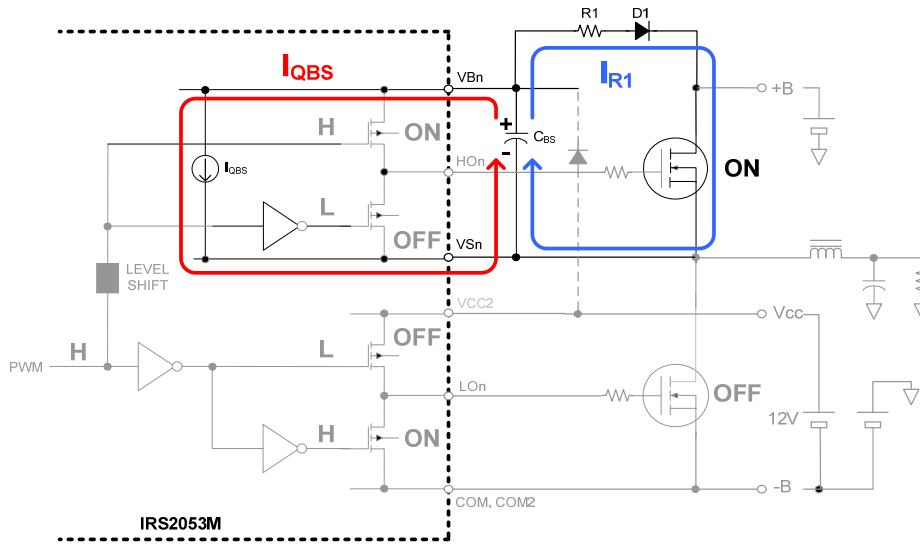 R1 D1
IQBS
VBn
IR1
+B
H
ON
+
CBS
-
HOn
ON
IQBS
L
OFF
VSn
LEVEL
SHIFT
VCC2
Vcc
OFF
H
L
PWM
LOn
OFF
H
ON
12V
-B
COM, COM2
IRS2053M